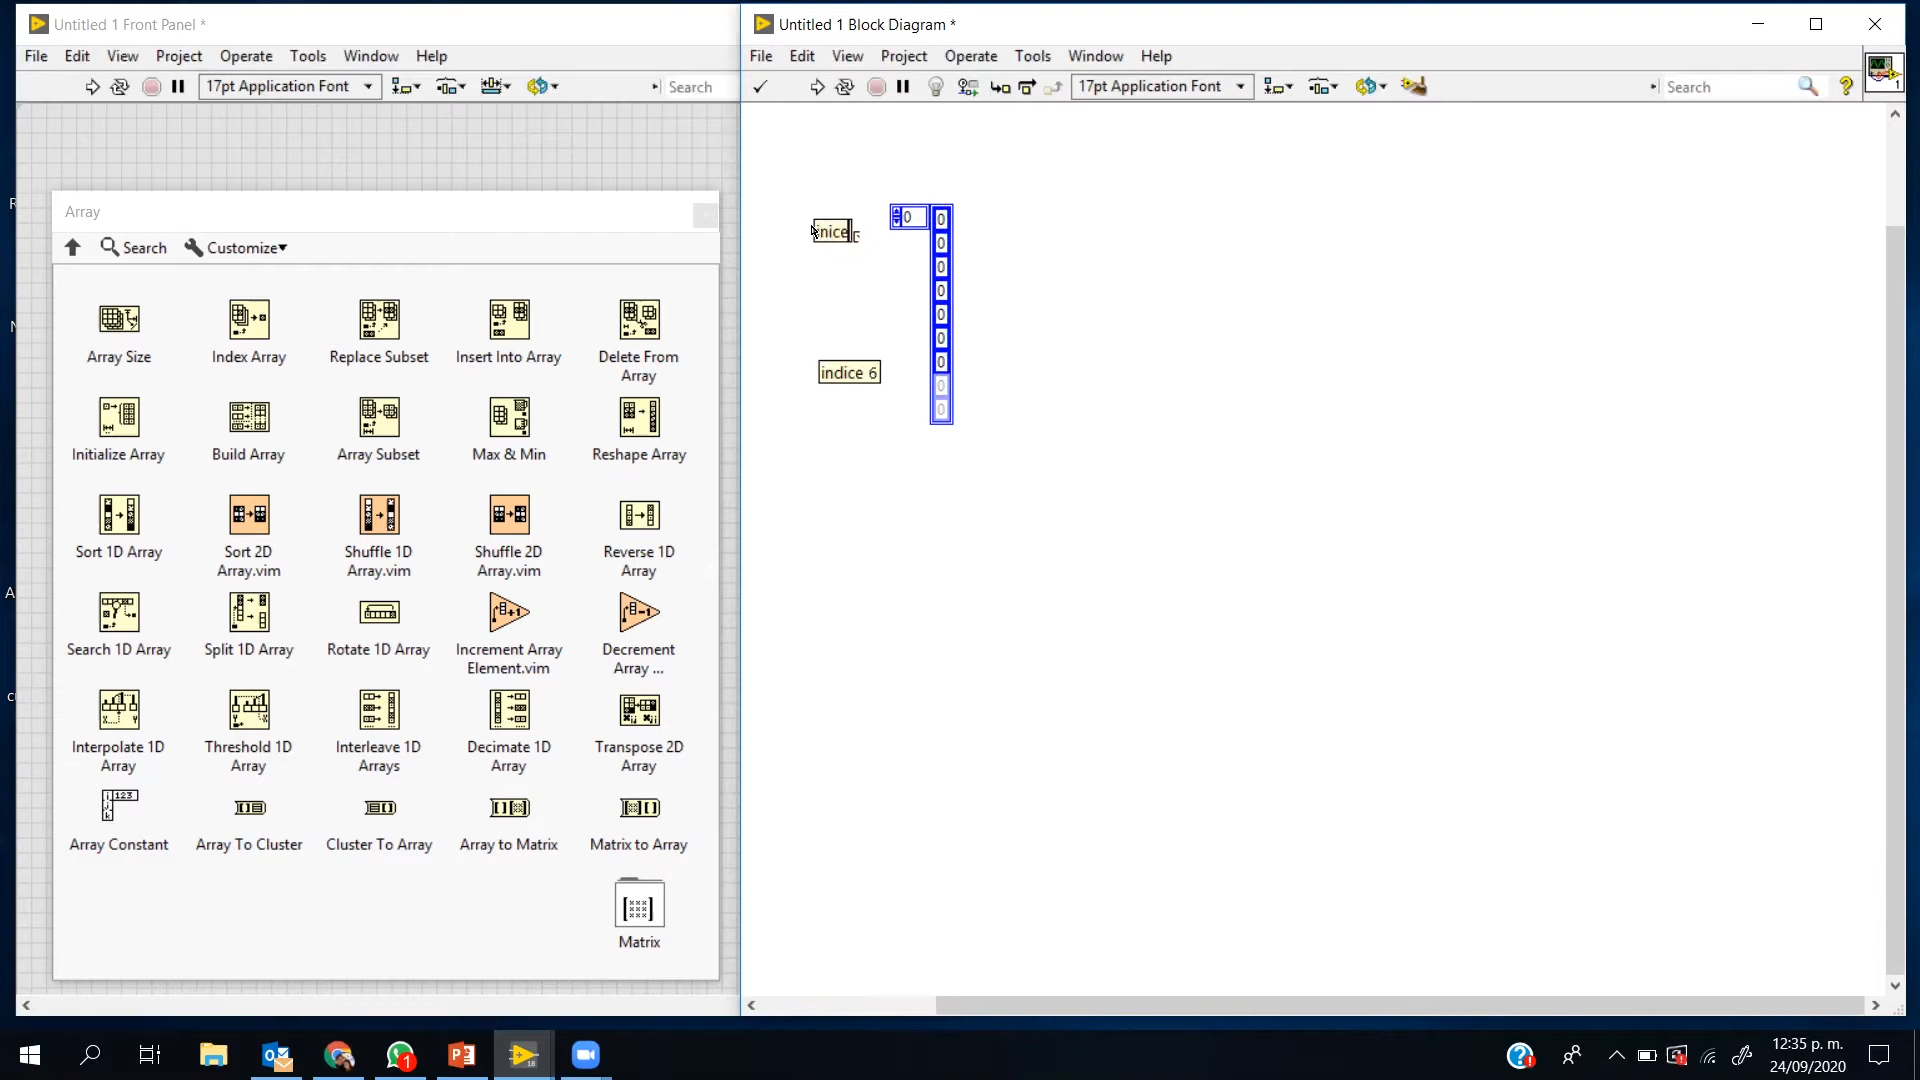 Untitled 1 Front Panel *
File Edit View Project Operate Tools Window Help
17pt Application Font Search
Array
Search Customize
Array Size Index Array Replace Subset Insert Into Array Delete From Array
Initialize Array Build Array Array Subset Max & Min Reshape Array
Sort 1D Array Sort 2D Array.vim Shuffle 1D Array.vim Shuffle 2D Array.vim Reverse 1D Array
Search 1D Array Split 1D Array Rotate 1D Array Increment Array Element.vim Decrement Array ...
Interpolate 1D Array Threshold 1D Array Interleave 1D Arrays Decimate 1D Array Transpose 2D Array
Array Constant Array To Cluster Cluster To Array Array to Matrix Matrix to Array
Matrix
Untitled 1 Block Diagram *
File Edit View Project Operate Tools Window Help
17pt Application Font Search
0 0
inice
0
0
0
0
0
0
indice 6
0
0
12:35 p. m.
24/09/2020